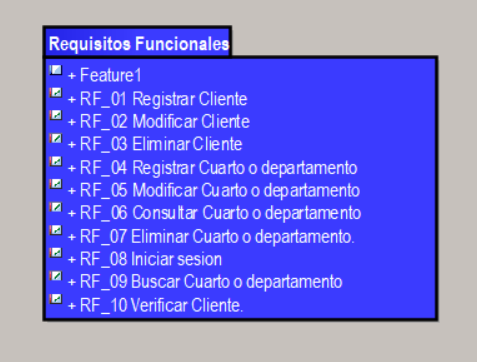 Requisitos Funcionales
+ Feature1
+ RF_01 Registrar Cliente
+ RF_02 Modificar Cliente
+ RF_03 Eliminar Cliente
+ RF_04 Registrar Cuarto o departamento
+ RF_05 Modificar Cuarto o departamento
+ RF_06 Consultar Cuarto o departamento
+ RF_07 Eliminar Cuarto o departamento.
+ RF_08 Iniciar sesion
+ RF_09 Buscar Cuarto o departamento
+ RF_10 Verificar Cliente.